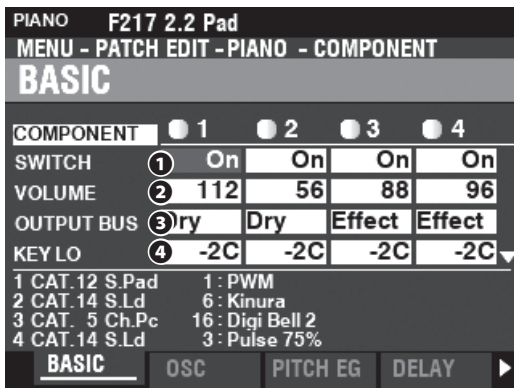 PIANO F217 2.2 Pad
MENU - PATCH EDIT - PIANO - COMPONENT
BASIC
COMPONENT 1 2 3 4
SWITCH 1 On On On On
VOLUME 2 112 56 88 96
OUTPUT BUS 3 Dry Dry Effect Effect
KEY LO 4 -2C -2C -2C -2C
1 CAT.12 S.Pad 1 : PWM
2 CAT.14 S.Ld 6 : Kinura
3 CAT. 5 Ch.Pc 16 : Digi Bell 2
4 CAT.14 S.Ld 3 : Pulse 75%
BASIC OSC PITCH EG DELAY